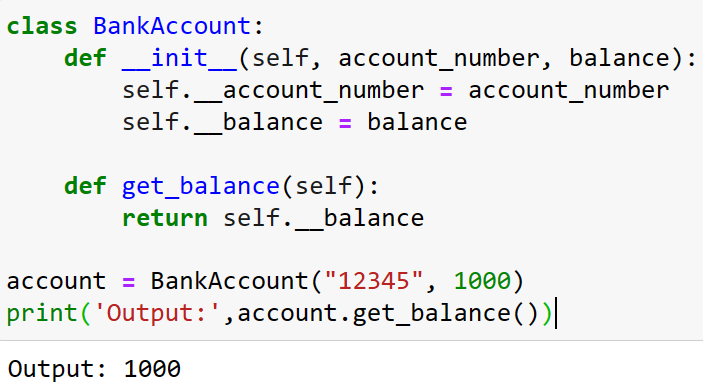 class BankAccount:
    def __init__(self, account_number, balance):
        self.__account_number = account_number
        self.__balance = balance

    def get_balance(self):
        return self.__balance

account = BankAccount("12345", 1000)
print('Output:',account.get_balance())
Output: 1000